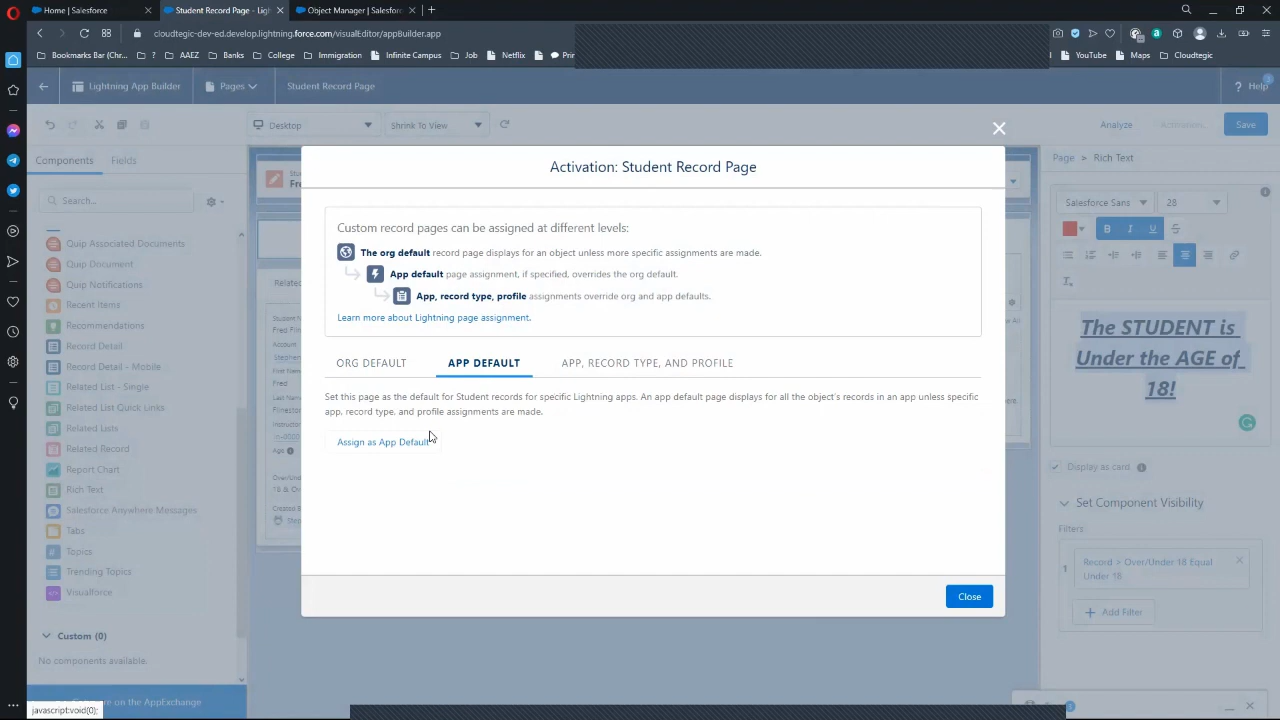 Home | Salesforce
Student Record Page - Ligh
Object Manager | Salesforc
cloudtegic-dev-ed.develop.lightning.force.com/visualEditor/appBuilder.app
Bookmarks Bar (Chr...
?
AAEZ
Banks
College
Immigration
Infinite Campus
Job
Netflix
Prin
YouTube
Maps
Cloudtegic
Lightning App Builder
Pages
Student Record Page
? Help
Desktop
Shrink To View
Analyze
Activation...
Save
Components
Fields
Search...
Quip Associated Documents
Quip Document
Quip Notifications
Recent Items
Recommendations
Record Detail
Record Detail - Mobile
Related List - Single
Related List Quick Links
Related Lists
Related Record
Report Chart
Rich Text
Salesforce Anywhere Messages
Tabs
Topics
Trending Topics
Visualforce
Custom (0)
No components available.
on the AppExchange
javascript:void(0);
Activation: Student Record Page
Custom record pages can be assigned at different levels:
The org default record page displays for an object unless more specific assignments are made.
App default page assignment, if specified, overrides the org default.
App, record type, profile assignments override org and app defaults.
Learn more about Lightning page assignment.
ORG DEFAULT
APP DEFAULT
APP, RECORD TYPE, AND PROFILE
Set this page as the default for Student records for specific Lightning apps. An app default page displays for all the object's records in an app unless specific
app, record type, and profile assignments are made.
Assign as App Default
Close
Page > Rich Text
Salesforce Sans
28
B I U S
The STUDENT is
Under the AGE of
18!
Display as card
Set Component Visibility
Filters:
1
Record > Over/Under 18 Equal
Under 18
+ Add Filter